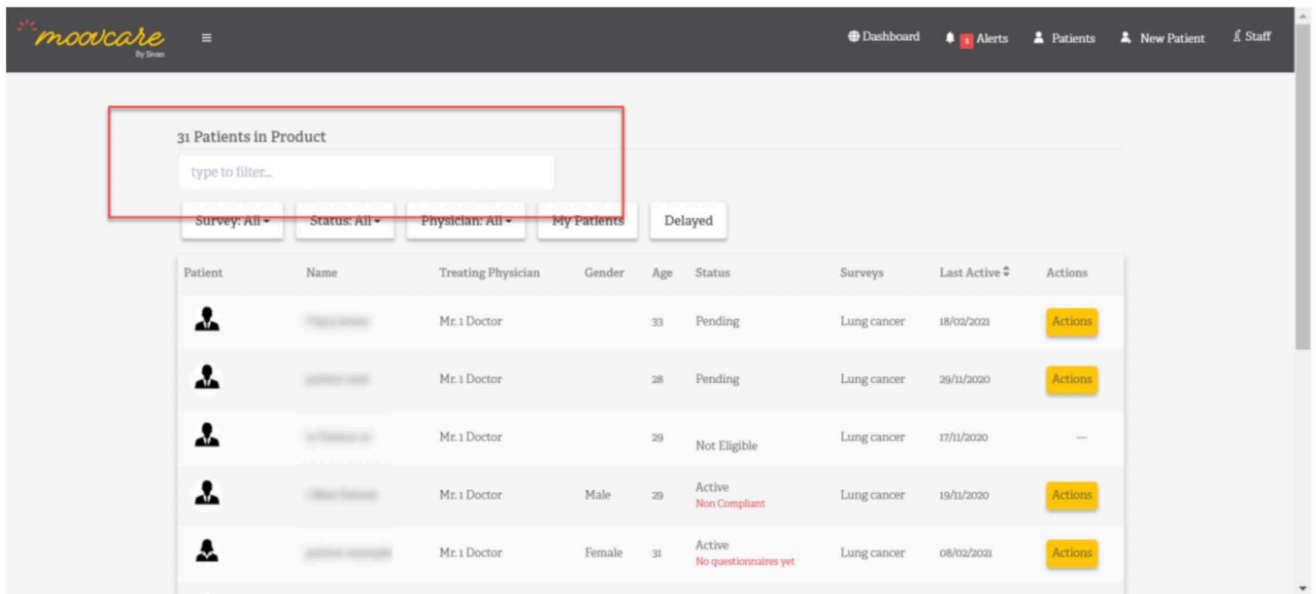 moovcare
By Sivan
Dashboard 1 Alerts Patients New Patient Staff
31 Patients in Product
type to filter...
Survey: All Status: All Physician: All My Patients Delayed
Patient Name Treating Physician Gender Age Status Surveys Last Active Actions
Mr. 1 Doctor 33 Pending Lung cancer 18/02/2021 Actions
Mr. 1 Doctor 28 Pending Lung cancer 29/11/2020 Actions
Mr. 1 Doctor 29 Not Eligible Lung cancer 17/11/2020 —
Mr. 1 Doctor Male 29 Active Lung cancer 19/11/2020 Actions
Non Compliant
Mr. 1 Doctor Female 31 Active Lung cancer 08/02/2021 Actions
No questionnaires yet